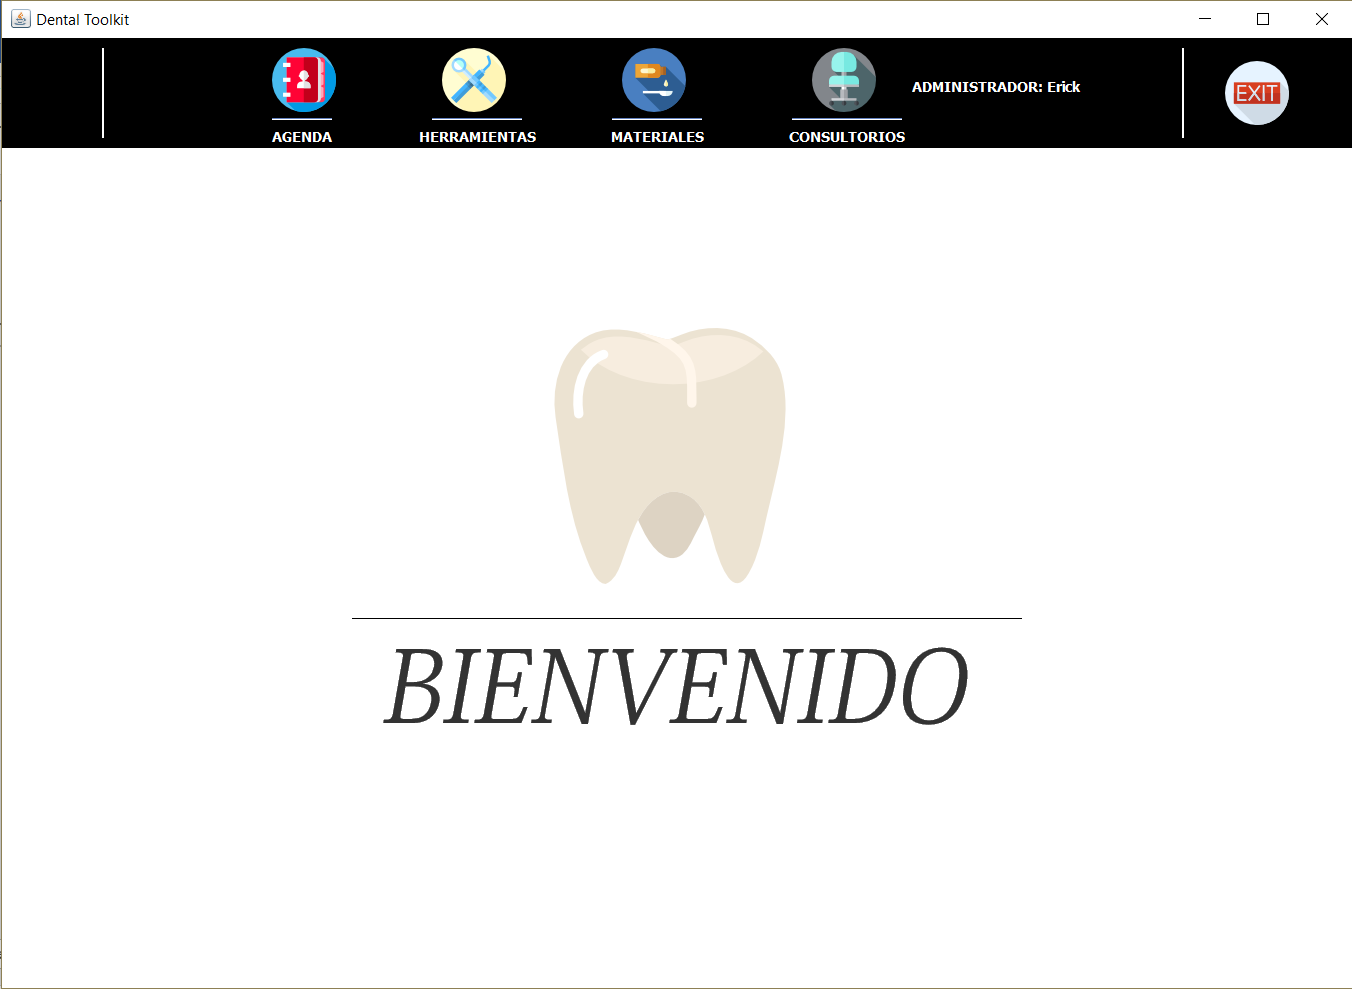 Dental Toolkit
AGENDA
HERRAMIENTAS
MATERIALES
CONSULTORIOS
ADMINISTRADOR: Erick
EXIT
BIENVENIDO